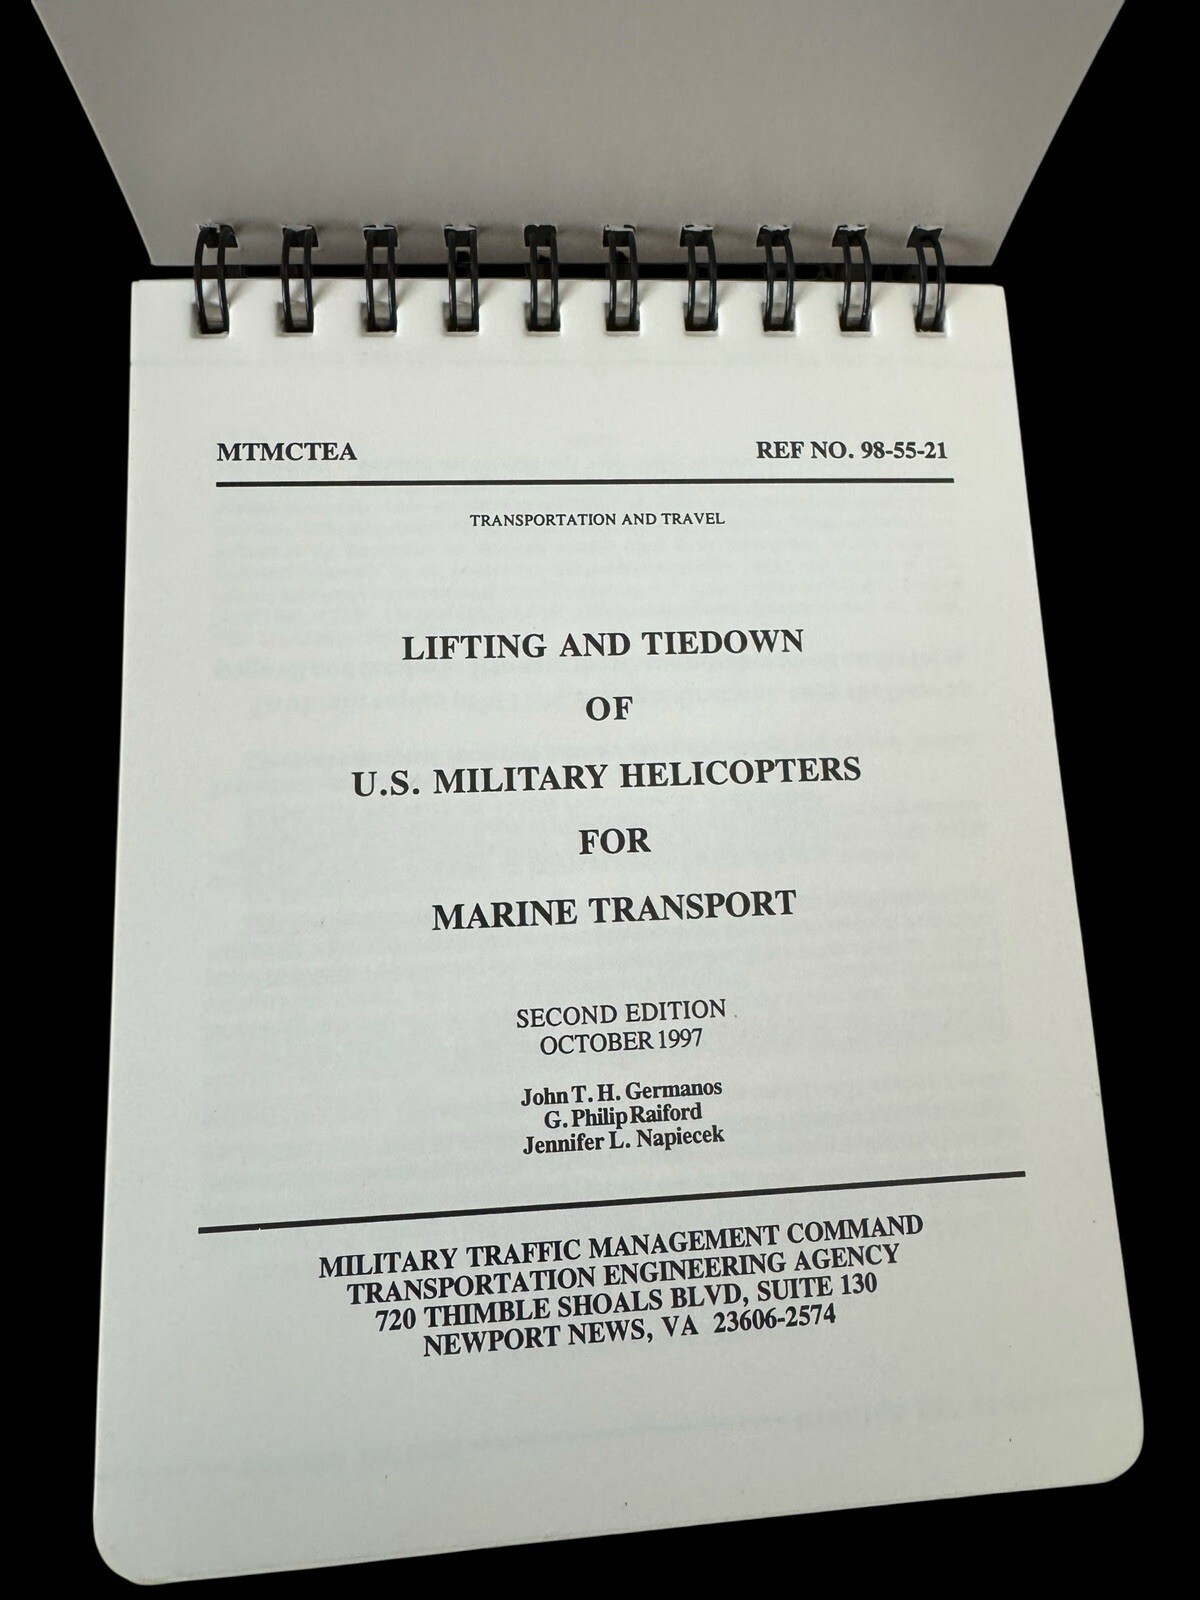 MTMCTEA REF NO. 98-55-21
TRANSPORTATION AND TRAVEL
LIFTING AND TIEDOWN
OF
U.S. MILITARY HELICOPTERS
FOR
MARINE TRANSPORT
SECOND EDITION
OCTOBER 1997
John T. H. Germanos
G. Philip Raiford
Jennifer L. Napiecek
MILITARY TRAFFIC MANAGEMENT COMMAND
TRANSPORTATION ENGINEERING AGENCY
720 THIMBLE SHOALS BLVD, SUITE 130
NEWPORT NEWS, VA 23606-2574